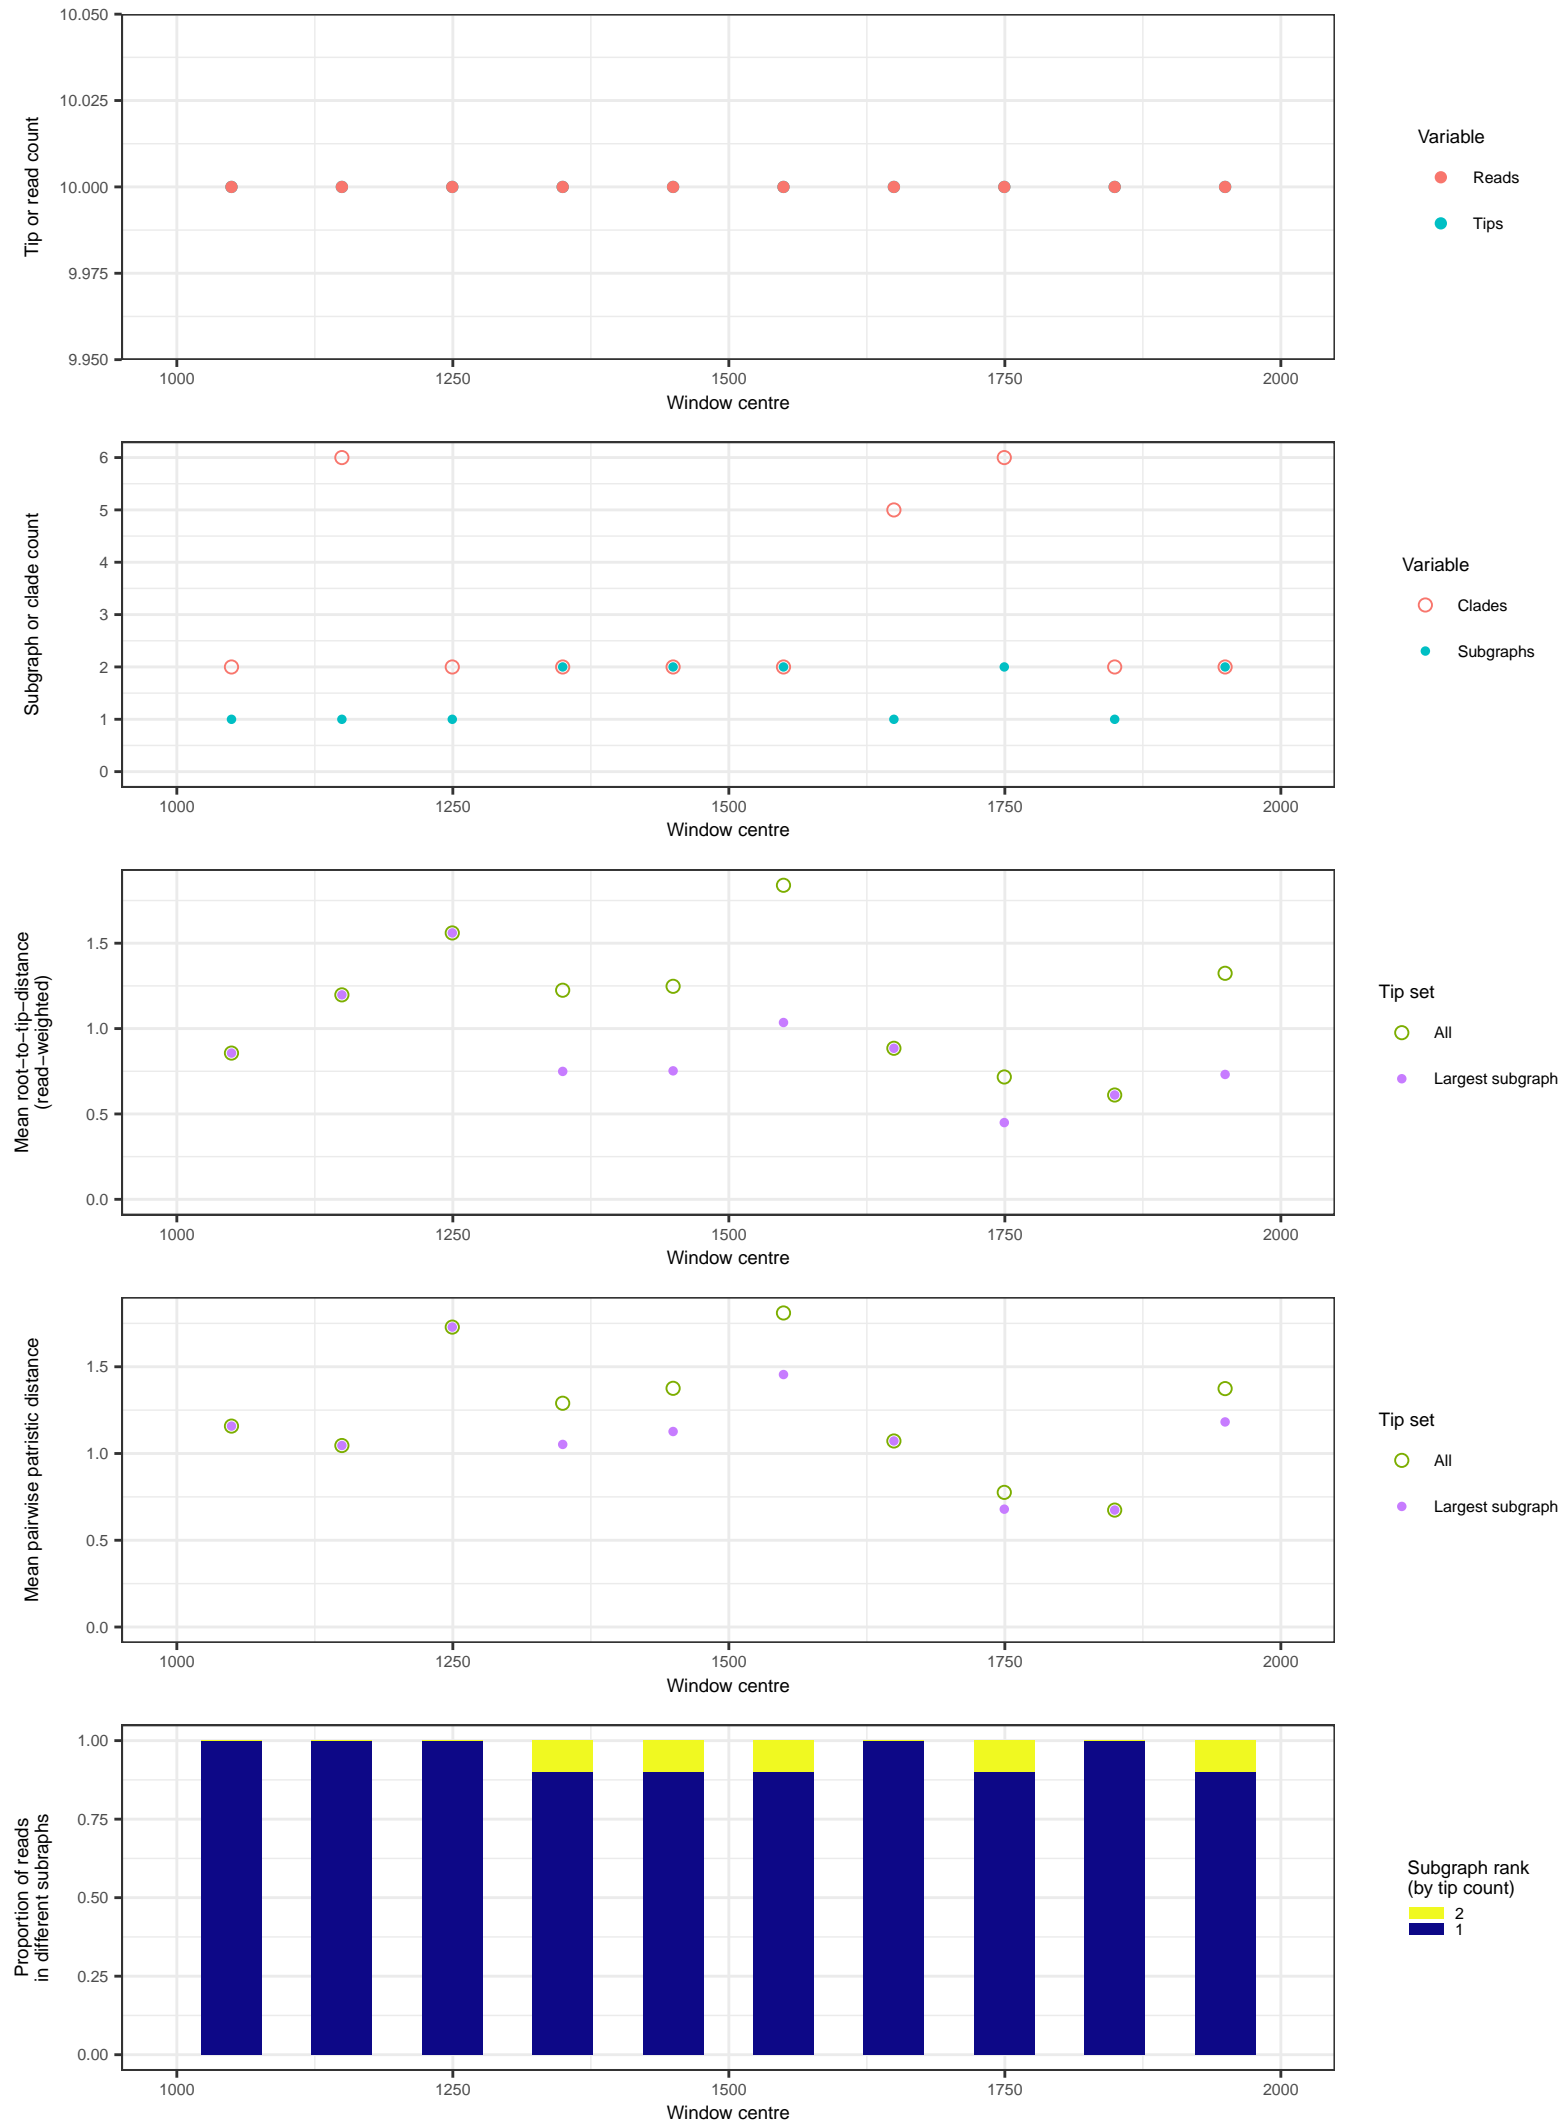 10.050
10.025
10.000
9.975
9.950
Tip or read count
1000 1250 1500 1750 2000
Window centre
Variable
Reads
Tips
6
5
4
3
2
1
0
Subgraph or clade count
1000 1250 1500 1750 2000
Window centre
Variable
Clades
Subgraphs
1.5
1.0
0.5
0.0
Mean root−to−tip−distance
(read−weighted)
1000 1250 1500 1750 2000
Window centre
Tip set
All
Largest subgraph
1.5
1.0
0.5
0.0
Mean pairwise patristic distance
1000 1250 1500 1750 2000
Window centre
Tip set
All
Largest subgraph
1.00
0.75
0.50
0.25
0.00
Proportion of reads
in different subraphs
1000 1250 1500 1750 2000
Window centre
Subgraph rank
(by tip count)
2
1